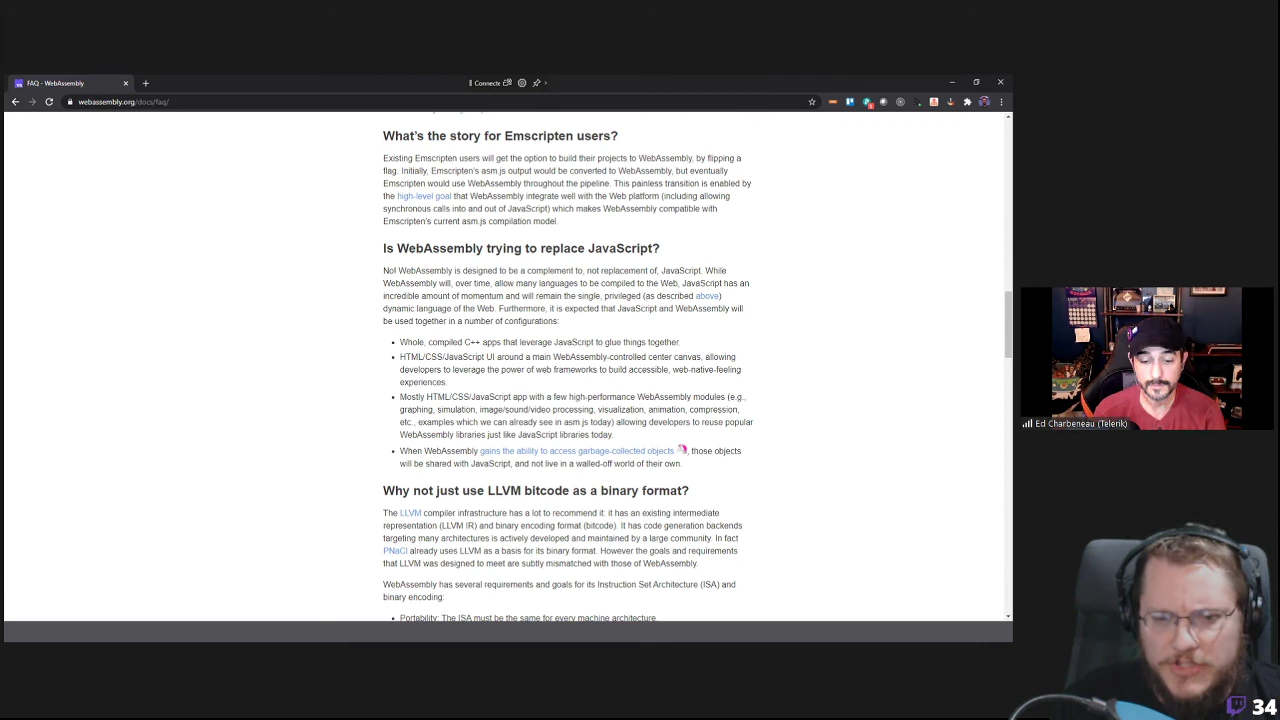 FAQ - WebAssembly
Connecte
webassembly.org/docs/faq/
What's the story for Emscripten users?
Existing Emscripten users will get the option to build their projects to WebAssembly, by flipping a
flag. Initially, Emscripten's asm.js output would be converted to WebAssembly, but eventually
Emscripten would use WebAssembly throughout the pipeline. This painless transition is enabled by
the high-level goal that WebAssembly integrate well with the Web platform (including allowing
synchronous calls into and out of JavaScript) which makes WebAssembly compatible with
Emscripten's current asm.js compilation model.
Is WebAssembly trying to replace JavaScript?
No! WebAssembly is designed to be a complement to, not replacement of, JavaScript. While
WebAssembly will, over time, allow many languages to be compiled to the Web, JavaScript has an
incredible amount of momentum and will remain the single, privileged (as described above)
dynamic language of the Web. Furthermore, it is expected that JavaScript and WebAssembly will
be used together in a number of configurations:
• Whole, compiled C++ apps that leverage JavaScript to glue things together.
• HTML/CSS/JavaScript UI around a main WebAssembly-controlled center canvas, allowing
developers to leverage the power of web frameworks to build accessible, web-native-feeling
experiences.
• Mostly HTML/CSS/JavaScript app with a few high-performance WebAssembly modules (e.g.,
graphing, simulation, image/sound/video processing, visualization, animation, compression,
etc., examples which we can already see in asm.js today) allowing developers to reuse popular
WebAssembly libraries just like JavaScript libraries today.
• When WebAssembly gains the ability to access garbage-collected objects 🦄, those objects
will be shared with JavaScript, and not live in a walled-off world of their own.
Why not just use LLVM bitcode as a binary format?
The LLVM compiler infrastructure has a lot to recommend it: it has an existing intermediate
representation (LLVM IR) and binary encoding format (bitcode). It has code generation backends
targeting many architectures is actively developed and maintained by a large community. In fact
PNaCl already uses LLVM as a basis for its binary format. However the goals and requirements
that LLVM was designed to meet are subtly mismatched with those of WebAssembly.
WebAssembly has several requirements and goals for its Instruction Set Architecture (ISA) and
binary encoding:
• Portability: The ISA must be the same for every machine architecture.
Ed Charbeneau (Telerik)
34